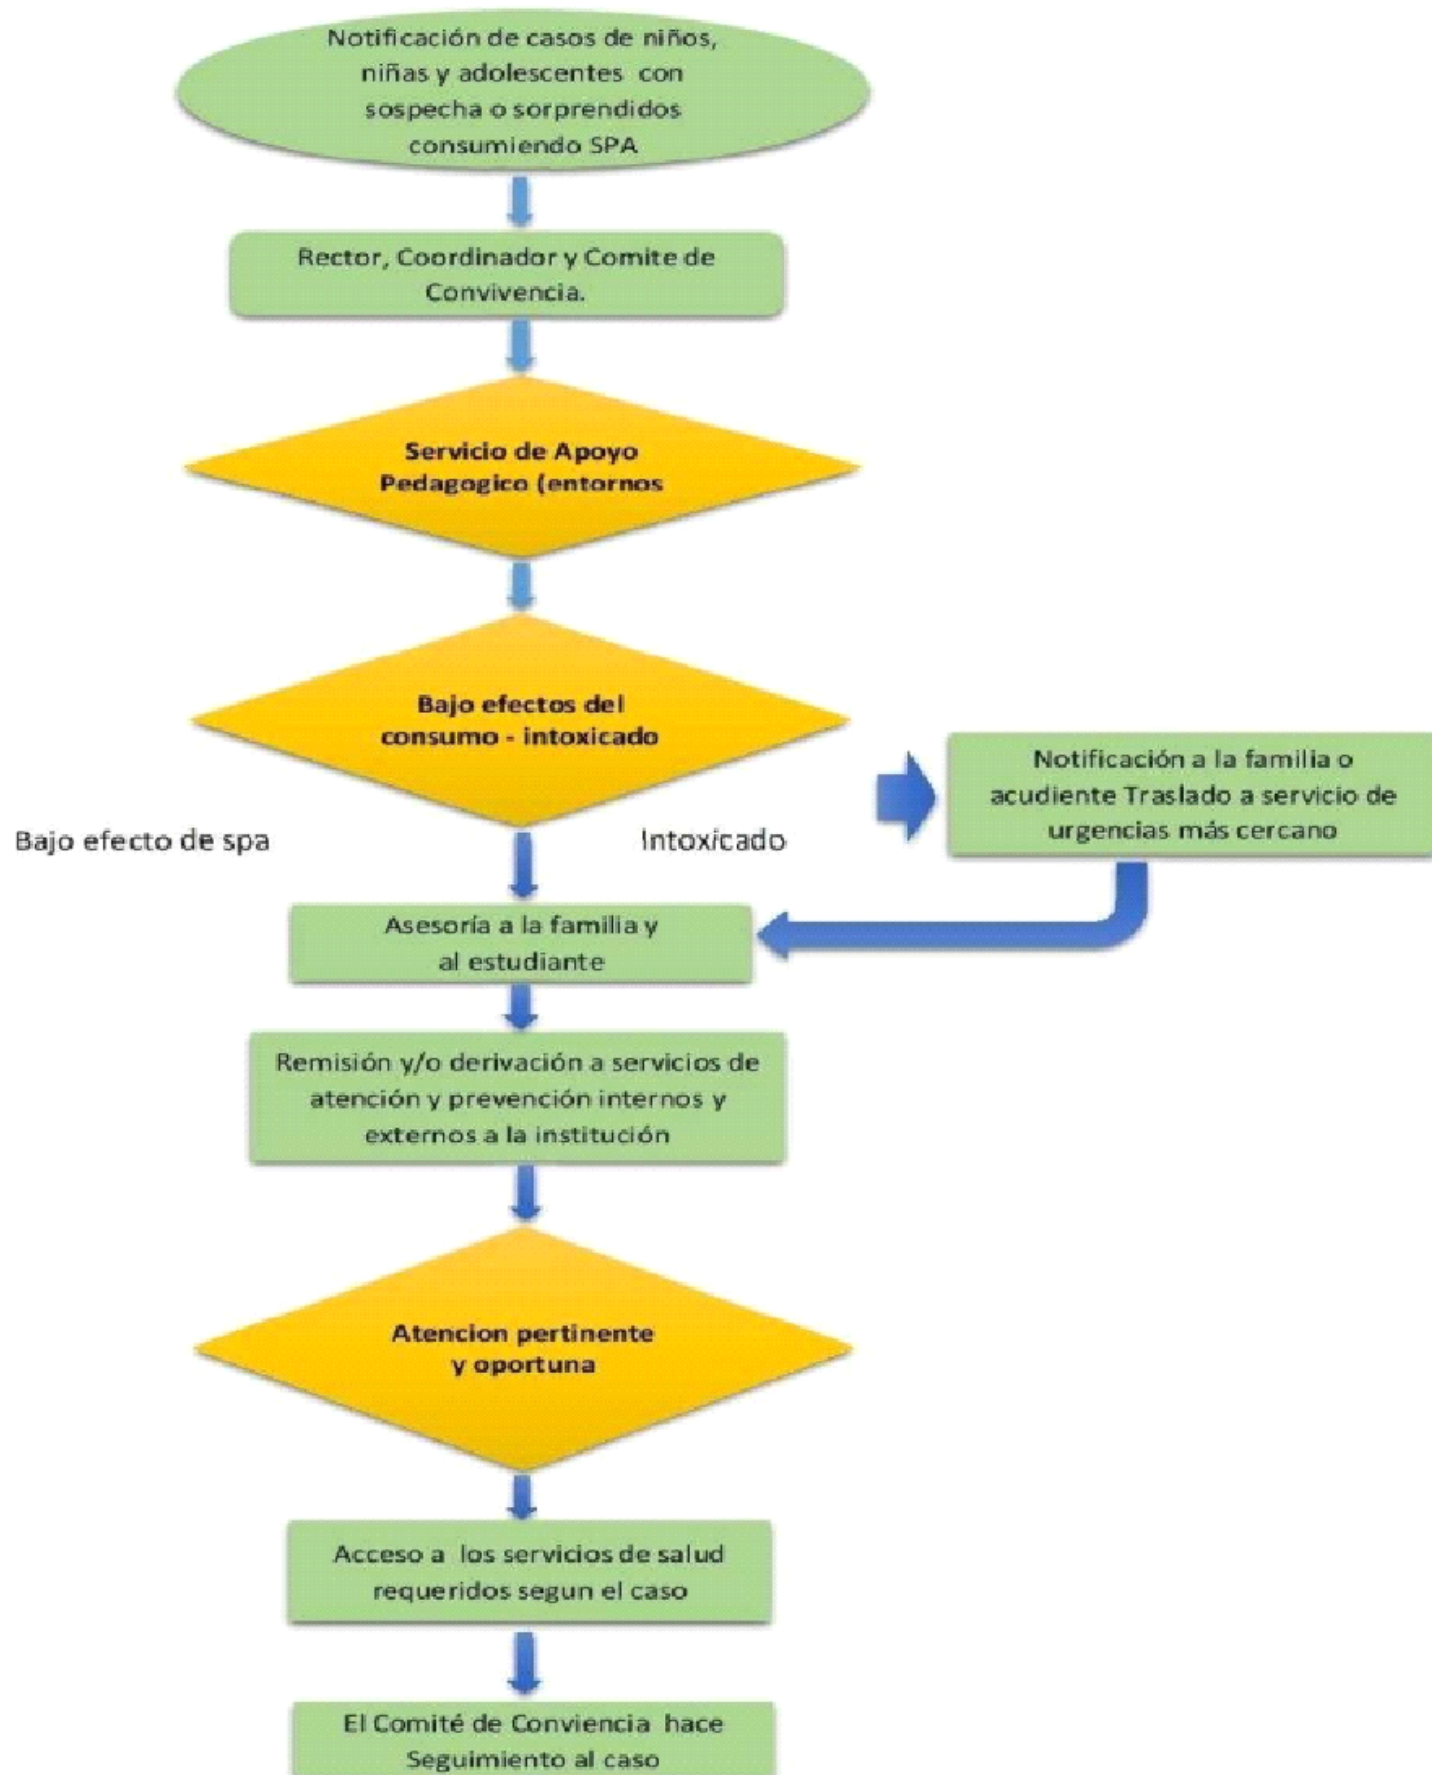 Notificación de casos de niños,
niñas y adolescentes con
sospecha o sorprendidos
consumiendo SPA
Rector, Coordinador y Comite de
Convivencia.
Servicio de Apoyo
Pedagogico (entornos
Bajo efectos del
consumo - intoxicado
Notificación a la familia o
acudiente Traslado a servicio de
urgencias más cercano
Bajo efecto de spa
Intoxicado
Asesoría a la familia y
al estudiante
Remisión y/o derivación a servicios de
atención y prevención internos y
externos a la institución
Atencion pertinente
y oportuna
Acceso a los servicios de salud
requeridos segun el caso
El Comité de Conviencia hace
Seguimiento al caso